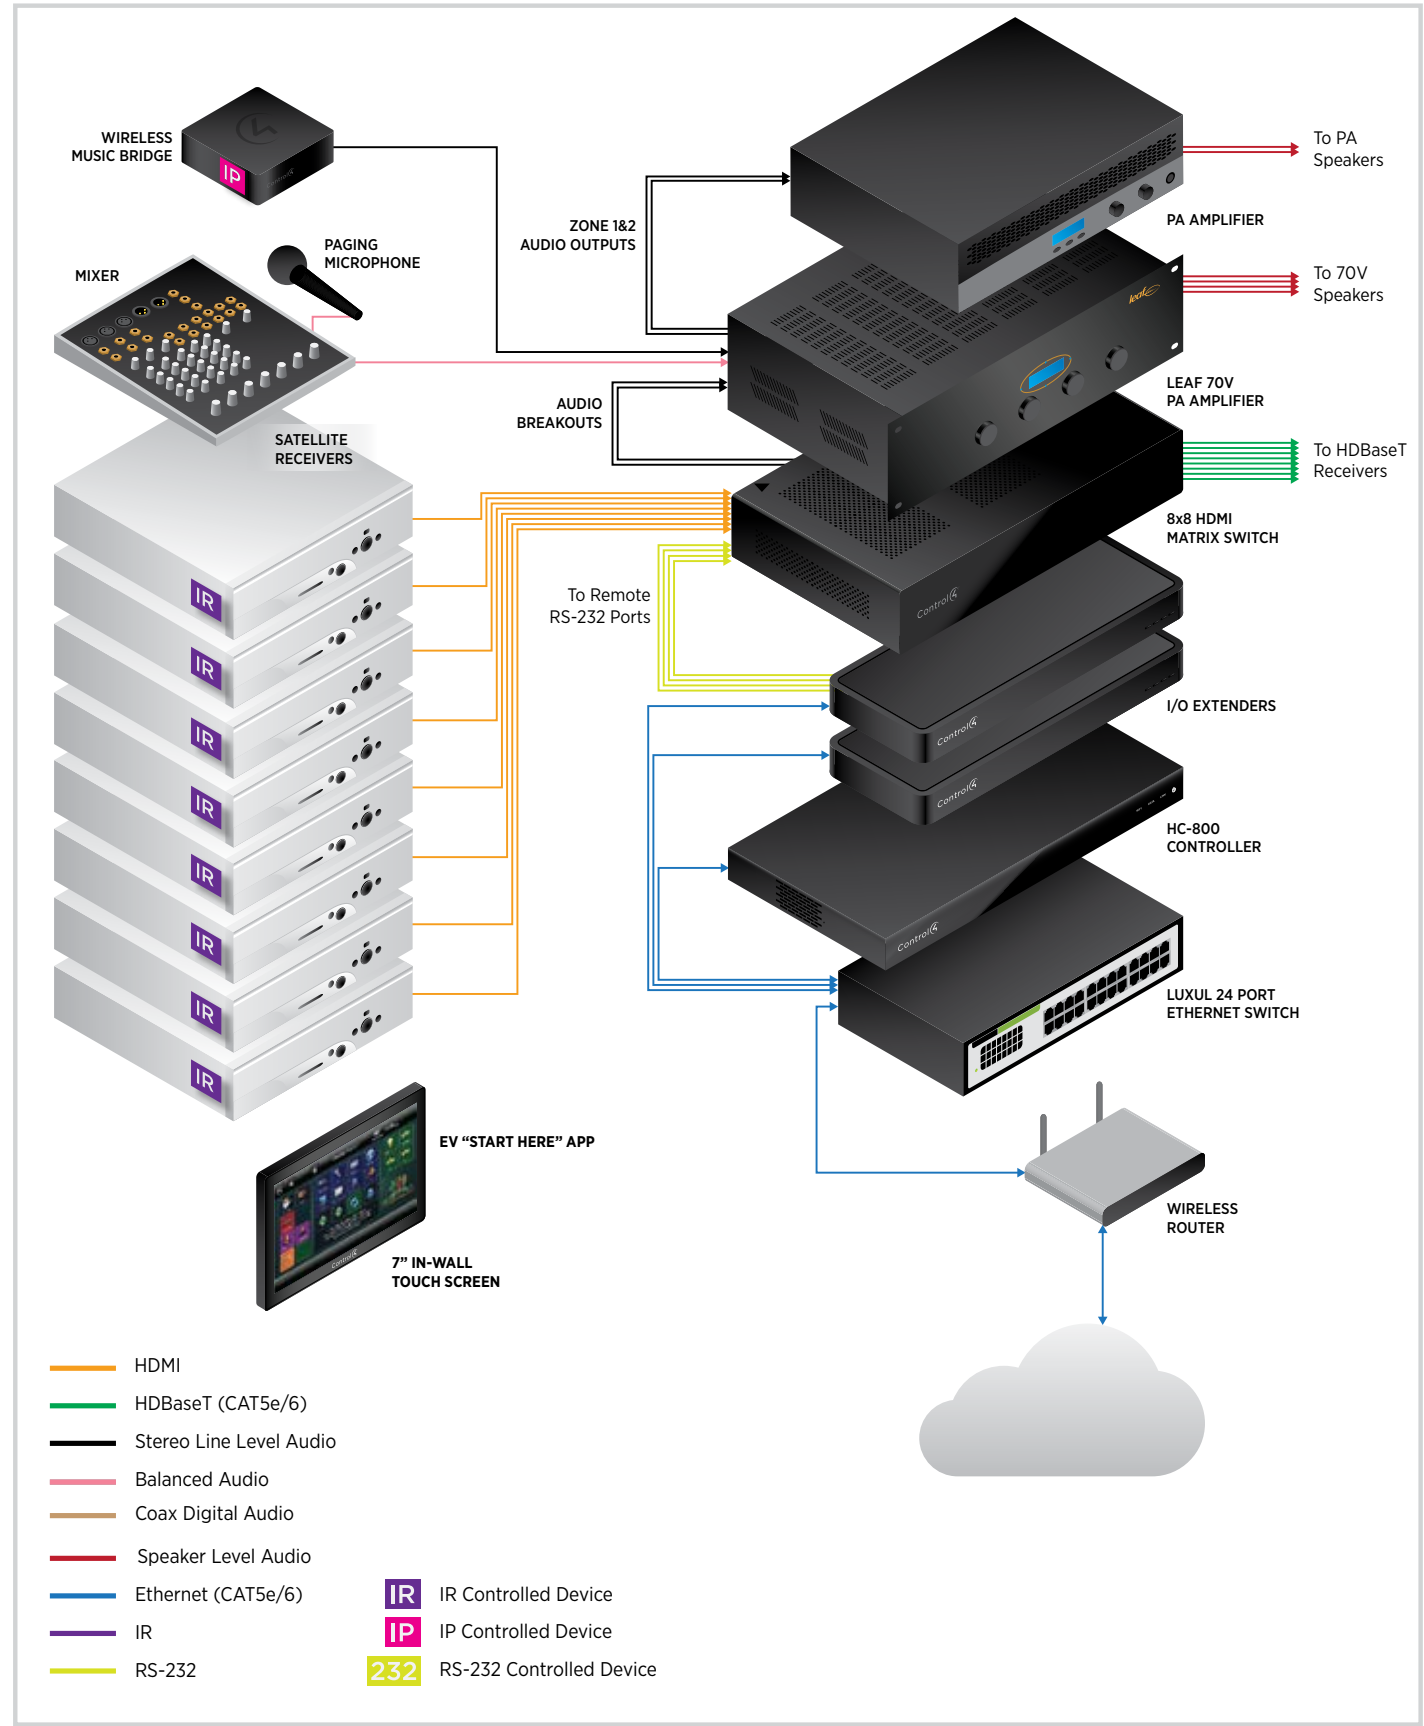 WIRELESS
MUSIC BRIDGE
IP
Control4
To PA
Speakers
PA AMPLIFIER
ZONE 1&2
AUDIO OUTPUTS
PAGING
MICROPHONE
MIXER
To 70V
Speakers
leaf
LEAF 70V
PA AMPLIFIER
AUDIO
BREAKOUTS
SATELLITE
RECEIVERS
To HDBaseT
Receivers
8x8 HDMI
MATRIX SWITCH
Control4
To Remote
RS-232 Ports
IR
IR
IR
IR
IR
IR
IR
IR
I/O EXTENDERS
Control4
Control4
HC-800
CONTROLLER
Control4
LUXUL 24 PORT
ETHERNET SWITCH
EV “START HERE” APP
7” IN-WALL
TOUCH SCREEN
Control4
WIRELESS
ROUTER
HDMI
HDBaseT (CAT5e/6)
Stereo Line Level Audio
Balanced Audio
Coax Digital Audio
Speaker Level Audio
Ethernet (CAT5e/6)
IR
RS-232
IR IR Controlled Device
IP IP Controlled Device
232 RS-232 Controlled Device